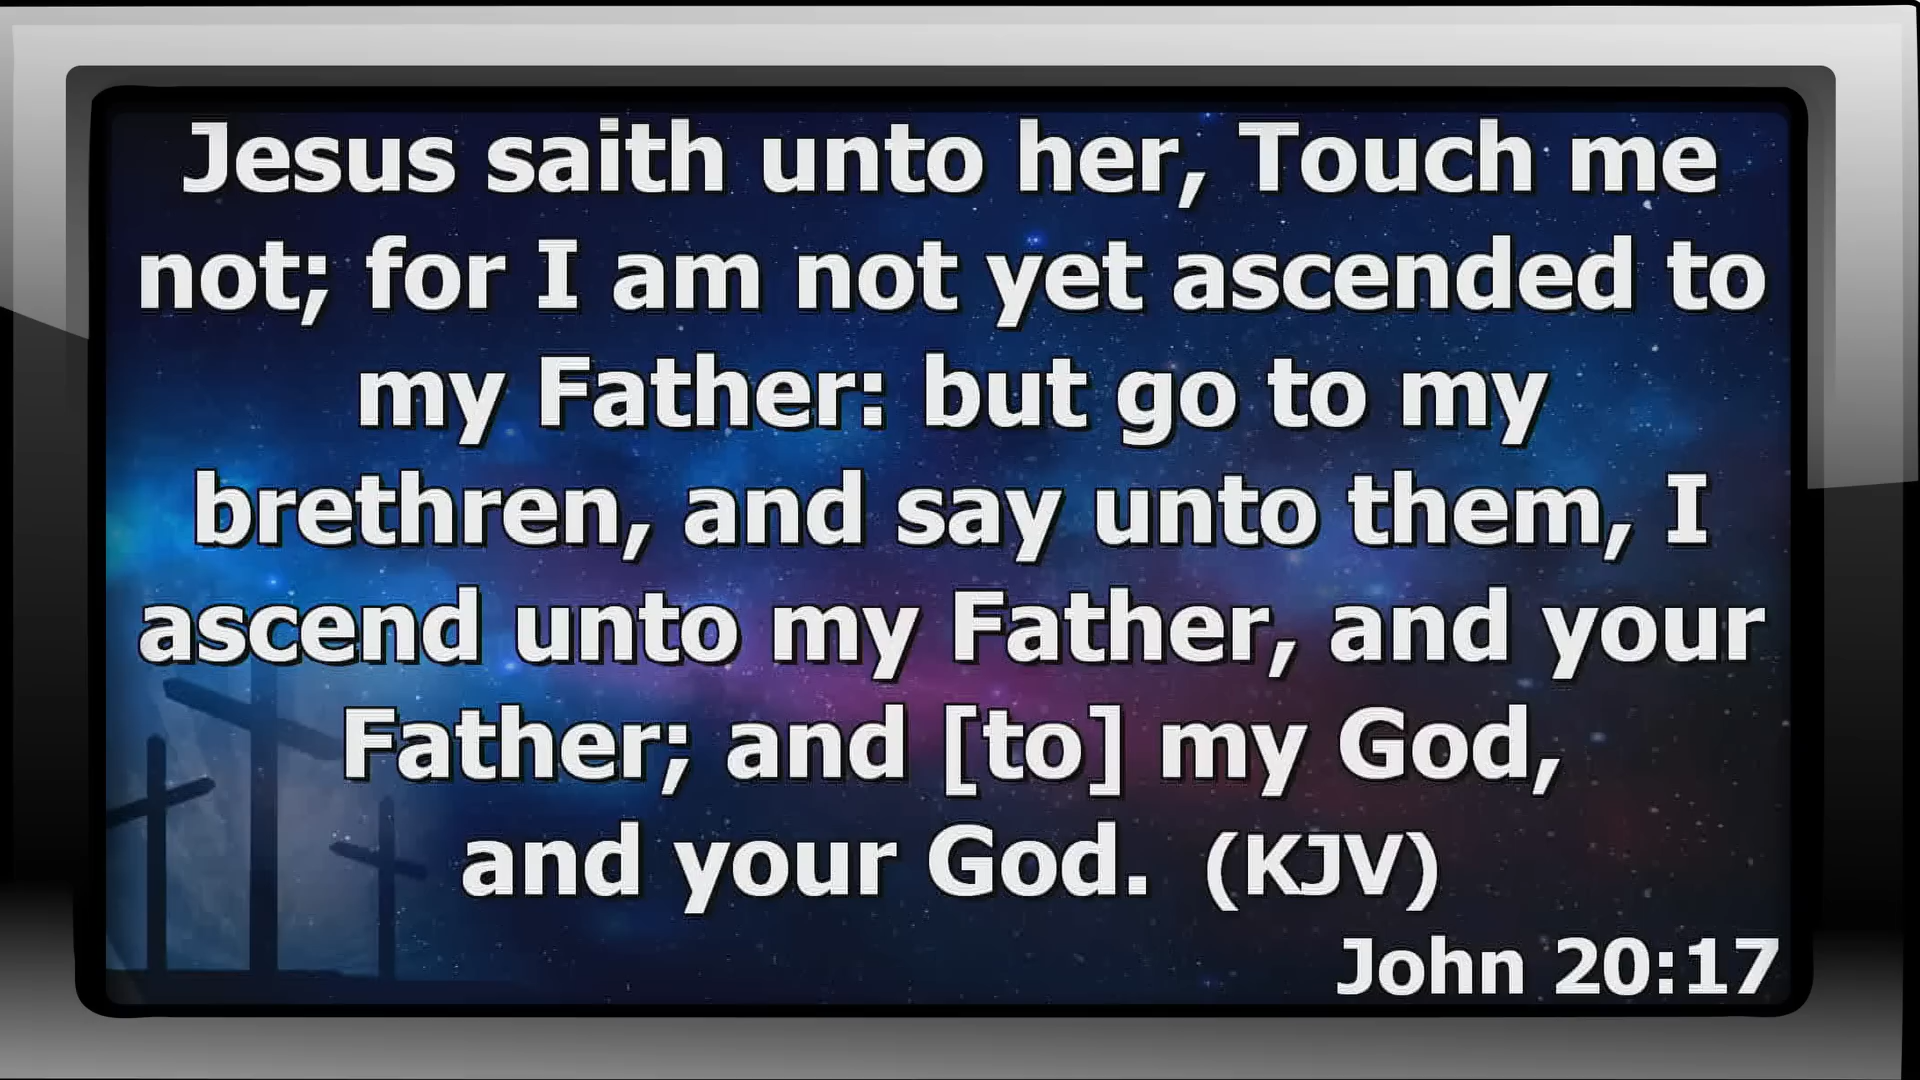 Jesus saith unto her, Touch me
not; for I am not yet ascended to
my Father: but go to my
brethren, and say unto them, I
ascend unto my Father, and your
Father; and [to] my God,
and your God. (KJV)
John 20:17